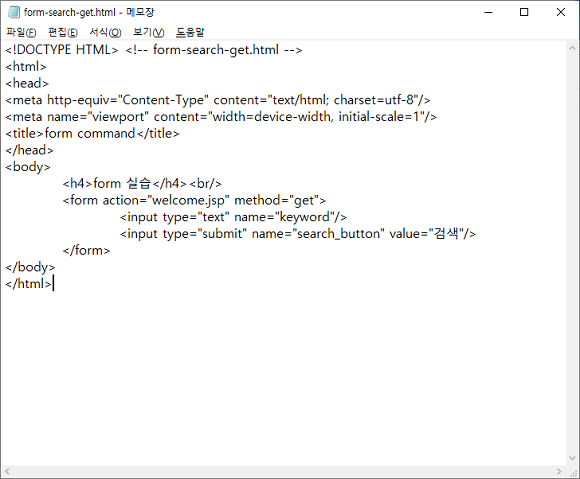 form-search-get.html - 메모장
파일(F) 편집(E) 서식(O) 보기(V) 도움말
<!DOCTYPE HTML> <!-- form-search-get.html -->
<html>
<head>
<meta http-equiv="Content-Type" content="text/html; charset=utf-8"/>
<meta name="viewport" content="width=device-width, initial-scale=1"/>
<title>form command</title>
</head>
<body>
<h4>form 실습</h4><br/>
<form action="welcome.jsp" method="get">
<input type="text" name="keyword"/>
<input type="submit" name="search_button" value="검색"/>
</form>
</body>
</html>